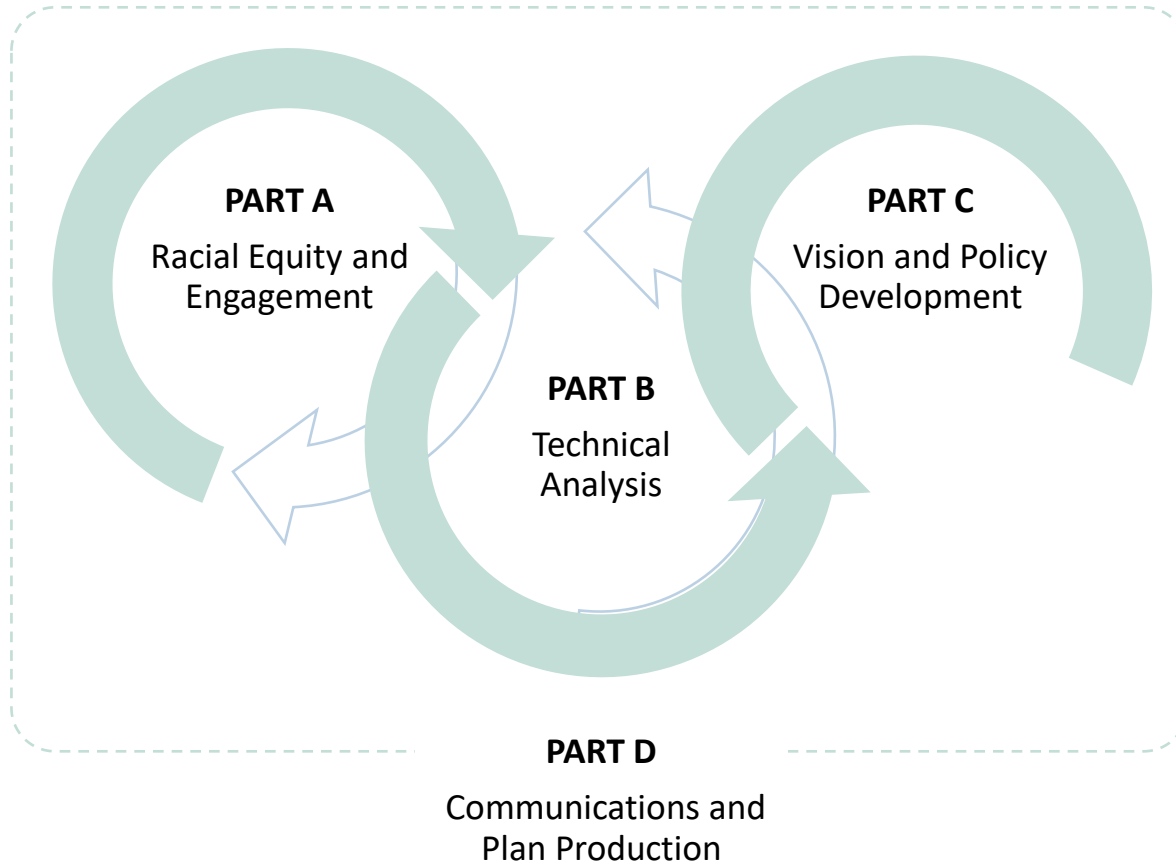 PART A
Racial Equity and
Engagement
PART B
Technical
Analysis
PART C
Vision and Policy
Development
PART D
Communications and
Plan Production